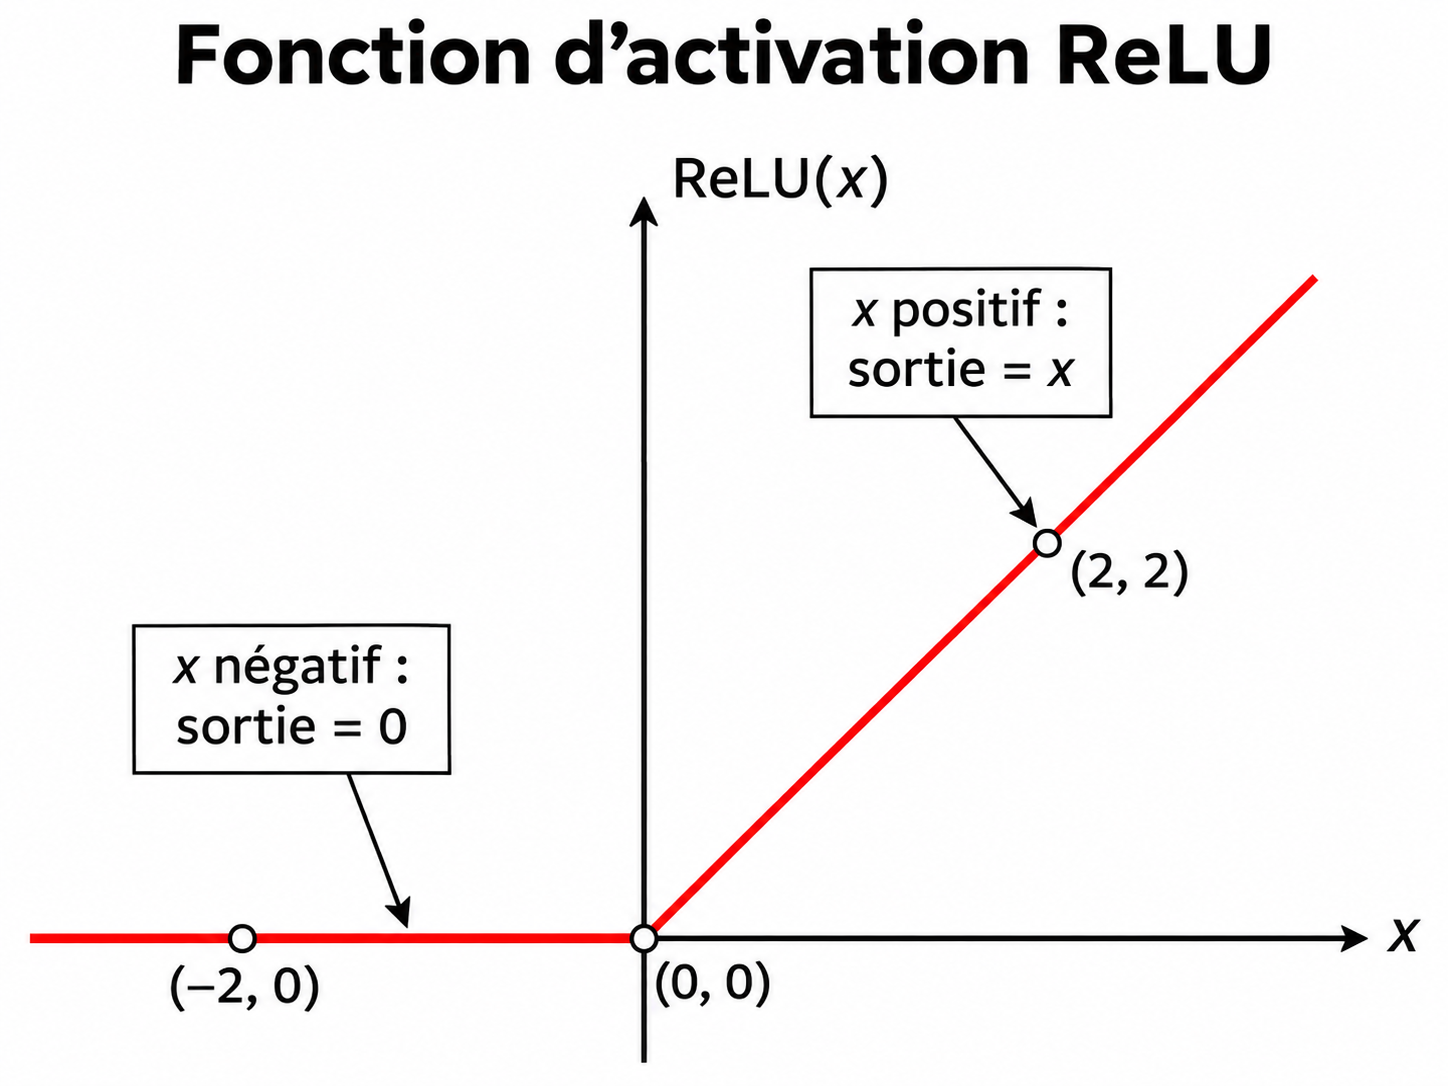 Fonction d’activation ReLU
ReLU(x)
x positif :
sortie = x
(2, 2)
x négatif :
sortie = 0
x
(–2, 0)
(0, 0)